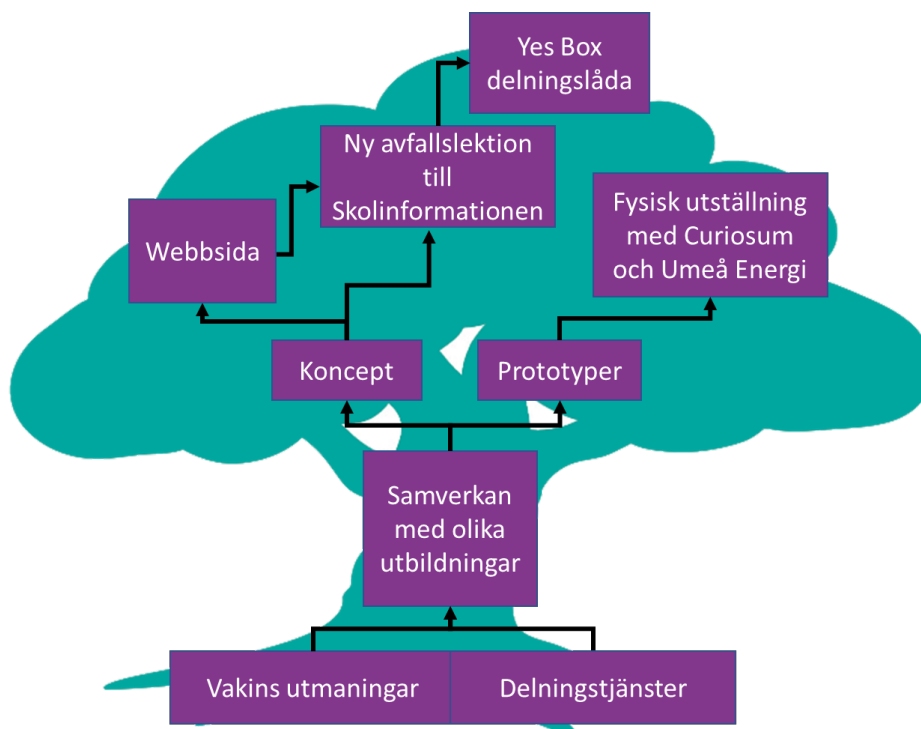 Yes Box
delningslåda
Ny avfallslektion
till
Skolinformationen
Fysisk utställning
med Curiosum
och Umeå Energi
Webbsida
Koncept
Prototyper
Samverkan
med olika
utbildningar
Vakins utmaningar
Delningstjänster